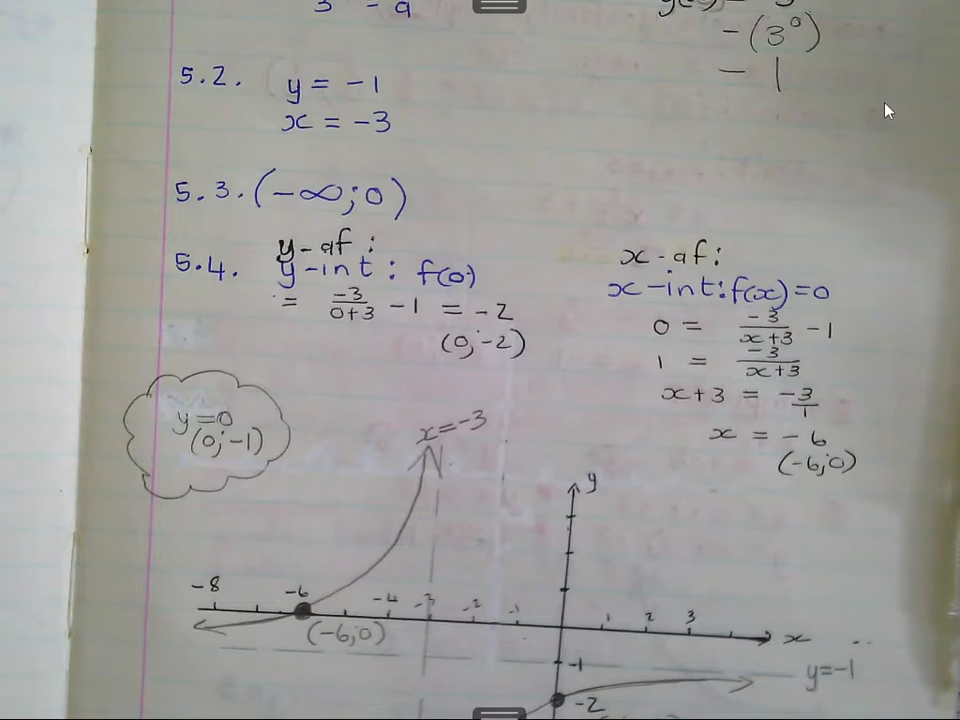 3 - 9
- (3⁰)
- 1
5.2. y = -1
x = -3
5.3. (-∞;0)
y-af :
5.4. y-int : f(0)
= -3/0+3 - 1 = -2
(0;-2)
x-af:
x-int: f(x)=0
0 = -3/x+3 - 1
1 = -3/x+3
x+3 = -3/1
x = -6
(-6;0)
y=0
(0;-1)
x=-3
y
-8 -6 -4 -3 -2 -1 1 2 3 x
(-6;0)
-1
y=-1
-2